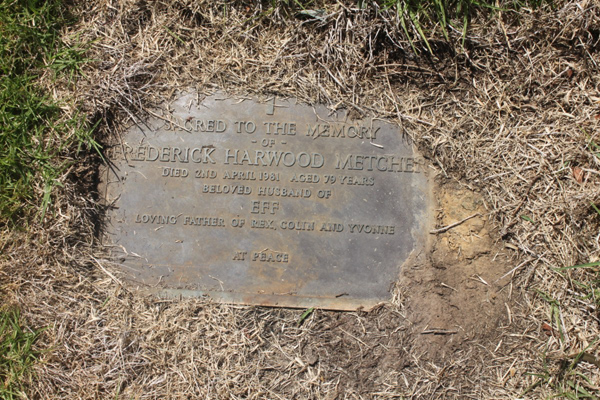 SACRED TO THE MEMORY
- OF -
FREDERICK HARWOOD
DIED 2ND APRIL 1981 AGED 79 YEARS
BELOVED HUSBAND OF
EFF
LOVING FATHER OF REX, COLIN AND YVONNE
AT PEACE